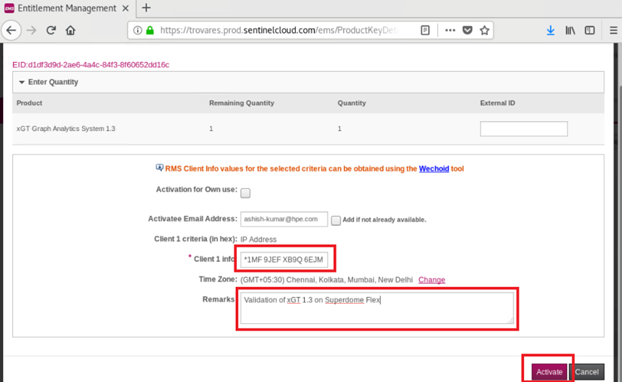 EMS Entitlement Management
https://trovares.prod.sentinelcloud.com/ems/ProductKeyDet
EID:d1df3d9d-2ae6-4a4c-84f3-8f60652dd16c
Enter Quantity
Product Remaining Quantity Quantity External ID
xGT Graph Analytics System 1.3 1 1
RMS Client Info values for the selected criteria can be obtained using the Wechoid tool
Activation for Own use:
Activatee Email Address: ashish-kumar@hpe.com Add if not already available.
Client 1 criteria (in hex): IP Address
* Client 1 info: *1MF 9JEF XB9Q 6EJM
Time Zone: (GMT+05:30) Chennai, Kolkata, Mumbai, New Delhi Change
Remarks: Validation of xGT 1.3 on Superdome Flex
Activate Cancel